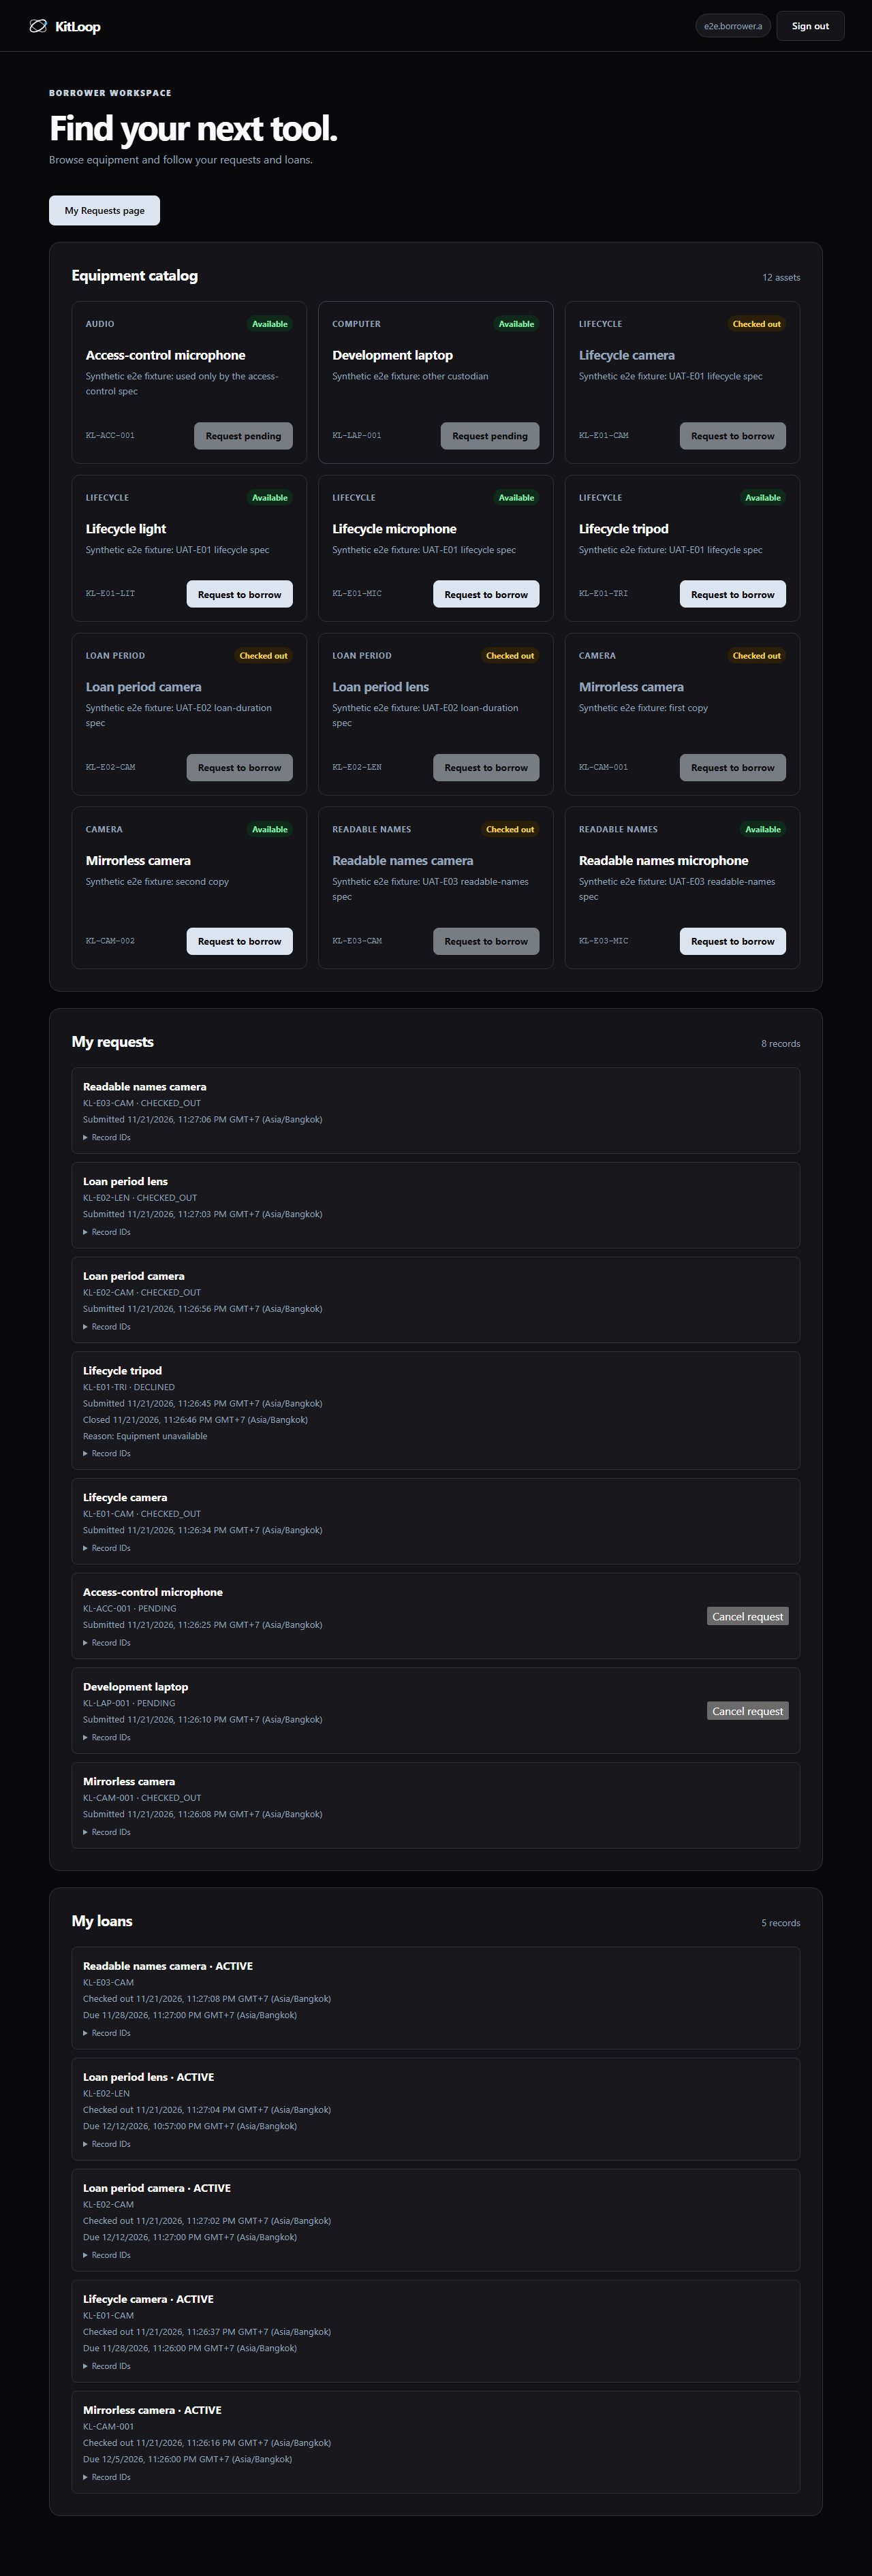 KitLoop
e2e.borrower.a
Sign out
BORROWER WORKSPACE
Find your next tool.
Browse equipment and follow your requests and loans.
My Requests page
Equipment catalog
12 assets
AUDIO
Available
Access-control microphone
Synthetic e2e fixture: used only by the access-
control spec
KL-ACC-001
Request pending
COMPUTER
Available
Development laptop
Synthetic e2e fixture: other custodian
KL-LAP-001
Request pending
LIFECYCLE
Checked out
Lifecycle camera
Synthetic e2e fixture: UAT-E01 lifecycle spec
KL-E01-CAM
Request to borrow
LIFECYCLE
Available
Lifecycle light
Synthetic e2e fixture: UAT-E01 lifecycle spec
KL-E01-LIT
Request to borrow
LIFECYCLE
Available
Lifecycle microphone
Synthetic e2e fixture: UAT-E01 lifecycle spec
KL-E01-MIC
Request to borrow
LIFECYCLE
Available
Lifecycle tripod
Synthetic e2e fixture: UAT-E01 lifecycle spec
KL-E01-TRI
Request to borrow
LOAN PERIOD
Checked out
Loan period camera
Synthetic e2e fixture: UAT-E02 loan-duration
spec
KL-E02-CAM
Request to borrow
LOAN PERIOD
Checked out
Loan period lens
Synthetic e2e fixture: UAT-E02 loan-duration
spec
KL-E02-LEN
Request to borrow
CAMERA
Checked out
Mirrorless camera
Synthetic e2e fixture: first copy
KL-CAM-001
Request to borrow
CAMERA
Available
Mirrorless camera
Synthetic e2e fixture: second copy
KL-CAM-002
Request to borrow
READABLE NAMES
Checked out
Readable names camera
Synthetic e2e fixture: UAT-E03 readable-names
spec
KL-E03-CAM
Request to borrow
READABLE NAMES
Available
Readable names microphone
Synthetic e2e fixture: UAT-E03 readable-names
spec
KL-E03-MIC
Request to borrow
My requests
8 records
Readable names camera
KL-E03-CAM · CHECKED_OUT
Submitted 11/21/2026, 11:27:06 PM GMT+7 (Asia/Bangkok)
▶ Record IDs
Loan period lens
KL-E02-LEN · CHECKED_OUT
Submitted 11/21/2026, 11:27:03 PM GMT+7 (Asia/Bangkok)
▶ Record IDs
Loan period camera
KL-E02-CAM · CHECKED_OUT
Submitted 11/21/2026, 11:26:56 PM GMT+7 (Asia/Bangkok)
▶ Record IDs
Lifecycle tripod
KL-E01-TRI · DECLINED
Submitted 11/21/2026, 11:26:45 PM GMT+7 (Asia/Bangkok)
Closed 11/21/2026, 11:26:46 PM GMT+7 (Asia/Bangkok)
Reason: Equipment unavailable
▶ Record IDs
Lifecycle camera
KL-E01-CAM · CHECKED_OUT
Submitted 11/21/2026, 11:26:34 PM GMT+7 (Asia/Bangkok)
▶ Record IDs
Access-control microphone
KL-ACC-001 · PENDING
Submitted 11/21/2026, 11:26:25 PM GMT+7 (Asia/Bangkok)
▶ Record IDs
Cancel request
Development laptop
KL-LAP-001 · PENDING
Submitted 11/21/2026, 11:26:10 PM GMT+7 (Asia/Bangkok)
▶ Record IDs
Cancel request
Mirrorless camera
KL-CAM-001 · CHECKED_OUT
Submitted 11/21/2026, 11:26:08 PM GMT+7 (Asia/Bangkok)
▶ Record IDs
My loans
5 records
Readable names camera · ACTIVE
KL-E03-CAM
Checked out 11/21/2026, 11:27:08 PM GMT+7 (Asia/Bangkok)
Due 11/28/2026, 11:27:00 PM GMT+7 (Asia/Bangkok)
▶ Record IDs
Loan period lens · ACTIVE
KL-E02-LEN
Checked out 11/21/2026, 11:27:04 PM GMT+7 (Asia/Bangkok)
Due 12/12/2026, 10:57:00 PM GMT+7 (Asia/Bangkok)
▶ Record IDs
Loan period camera · ACTIVE
KL-E02-CAM
Checked out 11/21/2026, 11:27:02 PM GMT+7 (Asia/Bangkok)
Due 12/12/2026, 11:27:00 PM GMT+7 (Asia/Bangkok)
▶ Record IDs
Lifecycle camera · ACTIVE
KL-E01-CAM
Checked out 11/21/2026, 11:26:37 PM GMT+7 (Asia/Bangkok)
Due 11/28/2026, 11:26:00 PM GMT+7 (Asia/Bangkok)
▶ Record IDs
Mirrorless camera · ACTIVE
KL-CAM-001
Checked out 11/21/2026, 11:26:16 PM GMT+7 (Asia/Bangkok)
Due 12/5/2026, 11:26:00 PM GMT+7 (Asia/Bangkok)
▶ Record IDs